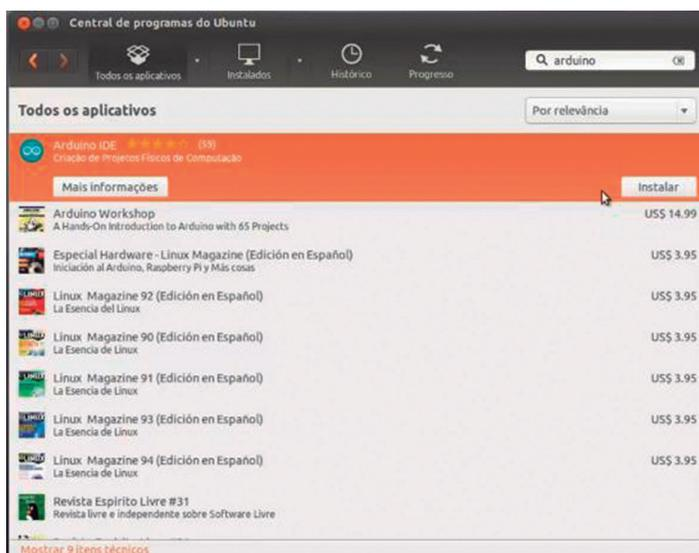 Central de programas do Ubuntu
Todos os aplicativos
Instalados
Histórico
Progresso
arduino
Todos os aplicativos
Por relevância
Arduino IDE (55)
Criação de Projetos Físicos de Computação
Mais informações
Instalar
Arduino Workshop US$ 14.99
A Hands-On Introduction to Arduino with 65 Projects
Especial Hardware - Linux Magazine (Edición en Español) US$ 3.95
Iniciación al Arduino, Raspberry Pi y Más cosas
Linux Magazine 92 (Edición en Español) US$ 3.95
La Esencia del Linux
Linux Magazine 90 (Edición en Español) US$ 3.95
La Esencia de Linux
Linux Magazine 91 (Edición en Español) US$ 3.95
La Esencia de Linux
Linux Magazine 93 (Edición en Español) US$ 3.95
La Esencia de Linux
Linux Magazine 94 (Edición en Español) US$ 3.95
La Esencia de Linux
Revista Espirito Livre #31
Revista livre e independente sobre Software Livre
Mostrar 9 itens técnicos